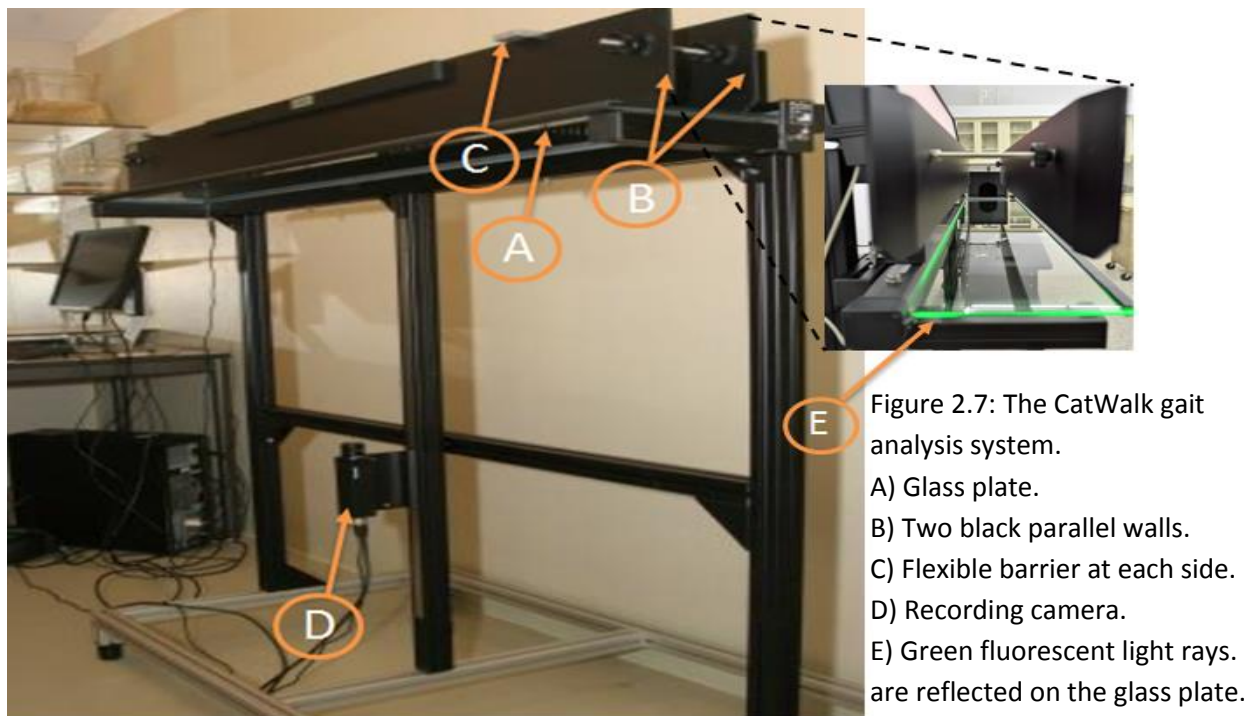 C
B
A
E
D
Figure 2.7: The CatWalk gait
analysis system.
A) Glass plate.
B) Two black parallel walls.
C) Flexible barrier at each side.
D) Recording camera.
E) Green fluorescent light rays.
are reflected on the glass plate.